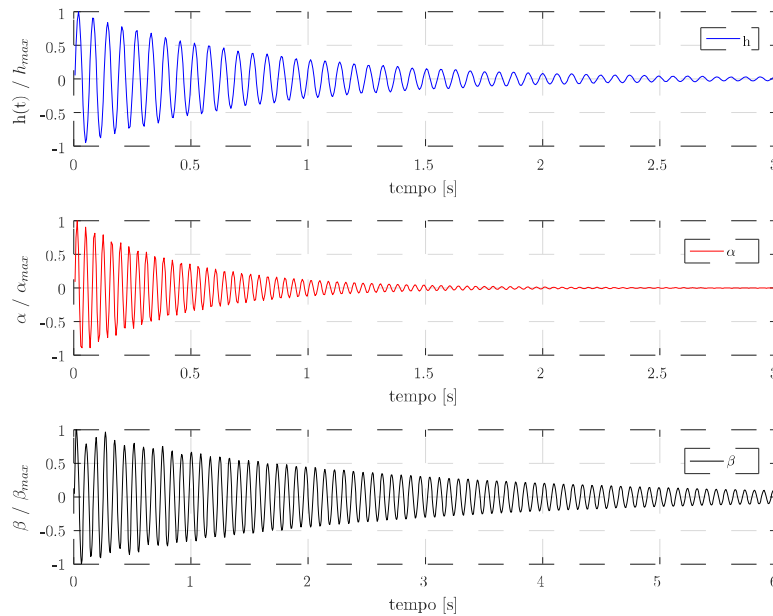 h(t) / h_max
1
0.5
0
-0.5
-1
h
0 0.5 1 1.5 2 2.5 3
tempo [s]
α / α_max
1
0.5
0
-0.5
-1
α
0 0.5 1 1.5 2 2.5 3
tempo [s]
β / β_max
1
0.5
0
-0.5
-1
β
0 1 2 3 4 5 6
tempo [s]